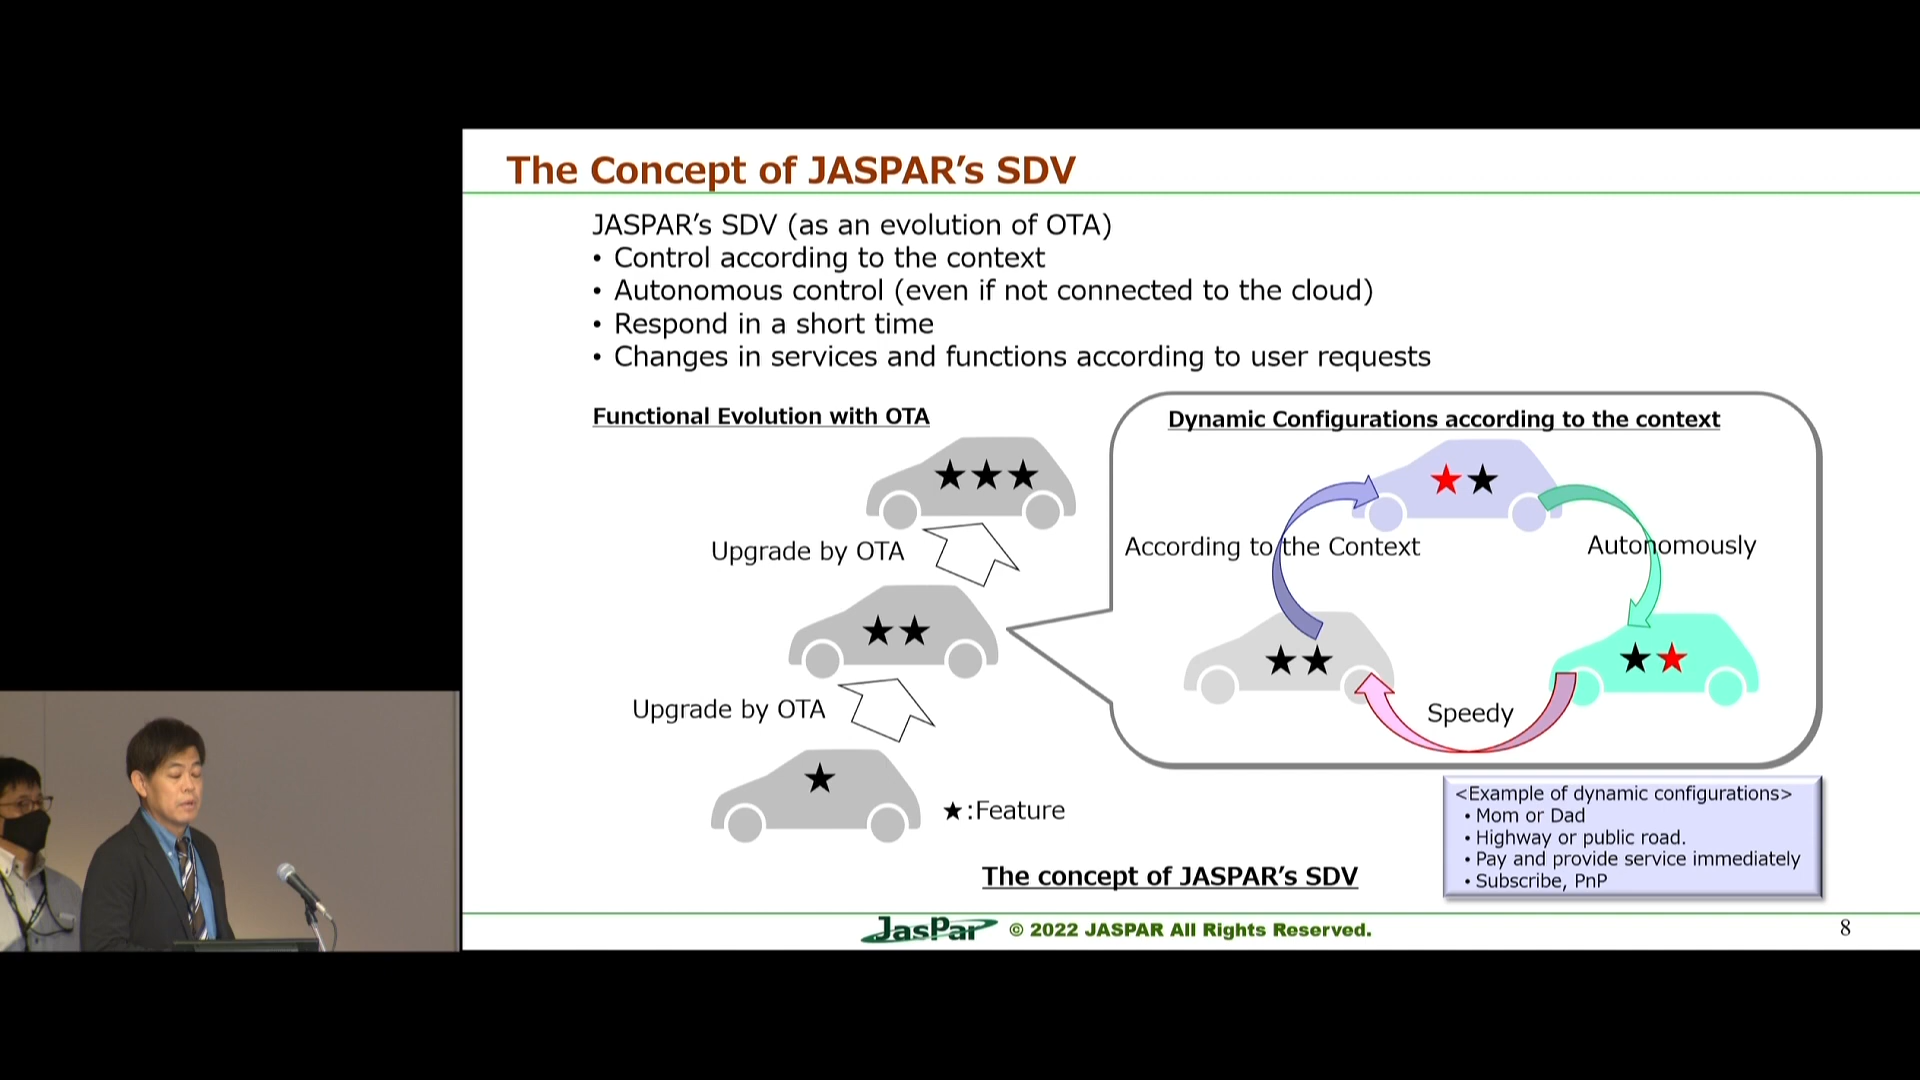 The Concept of JASPAR’s SDV
JASPAR’s SDV (as an evolution of OTA)
• Control according to the context
• Autonomous control (even if not connected to the cloud)
• Respond in a short time
• Changes in services and functions according to user requests
Functional Evolution with OTA
Upgrade by OTA
Upgrade by OTA
★:Feature
Dynamic Configurations according to the context
According to the Context
Autonomously
Speedy
<Example of dynamic configurations>
• Mom or Dad
• Highway or public road.
• Pay and provide service immediately
• Subscribe, PnP
The concept of JASPAR’s SDV
JasPar © 2022 JASPAR All Rights Reserved.
8